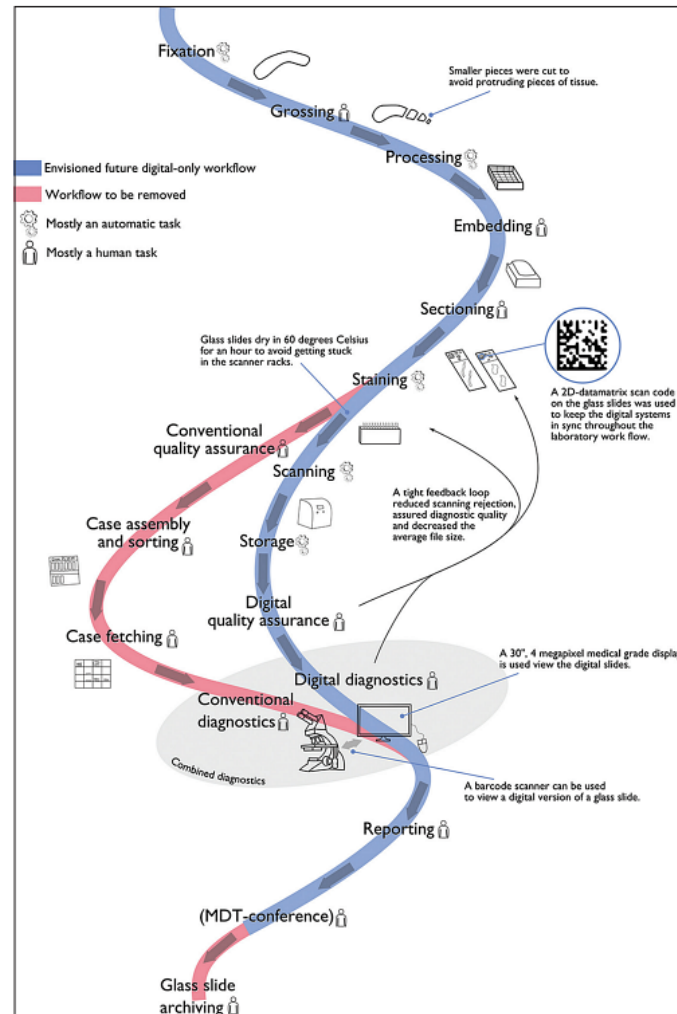 Fixation
Smaller pieces were cut to
avoid protruding pieces of tissue.
Grossing
Processing
Envisioned future digital-only workflow
Workflow to be removed
Mostly an automatic task
Mostly a human task
Embedding
Sectioning
Glass slides dry in 60 degrees Celsius
for an hour to avoid getting stuck
in the scanner racks.
Staining
A 2D-datamatrix scan code
on the glass slides was used
to keep the digital systems
in sync throughout the
laboratory work flow.
Conventional
quality assurance
Scanning
A tight feedback loop
reduced scanning rejection,
assured diagnostic quality
and decreased the
average file size.
Case assembly
and sorting
Storage
Digital
quality assurance
Case fetching
A 30", 4 megapixel medical grade display
is used view the digital slides.
Digital diagnostics
Conventional
diagnostics
Combined diagnostics
A barcode scanner can be used
to view a digital version of a glass slide.
Reporting
(MDT-conference)
Glass slide
archiving